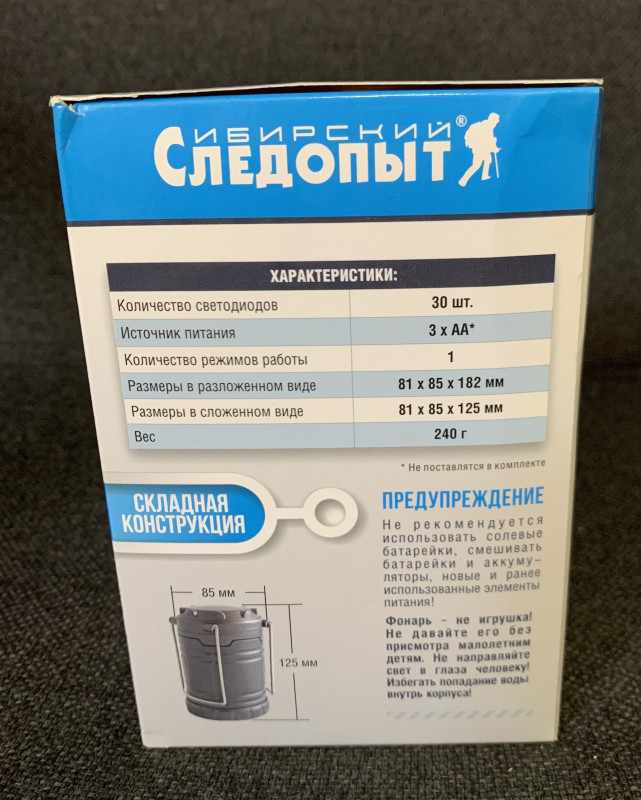 СИБИРСКИЙ®
СЛЕДОПЫТ
ХАРАКТЕРИСТИКИ:
Количество светодиодов 30 шт.
Источник питания 3 x AA*
Количество режимов работы 1
Размеры в разложенном виде 81 x 85 x 182 мм
Размеры в сложенном виде 81 x 85 x 125 мм
Вес 240 г
* Не поставлятся в комплекте
СКЛАДНАЯ
КОНСТРУКЦИЯ
85 мм
125 мм
ПРЕДУПРЕЖДЕНИЕ
Не рекомендуется
использовать солевые
батарейки, смешивать
батарейки и аккуму-
ляторы, новые и ранее
использованные элементы
питания!
Фонарь - не игрушка!
Не давайте его без
присмотра малолетним
детям. Не направляйте
свет в глаза человеку!
Избегать попадание воды
внутрь корпуса!